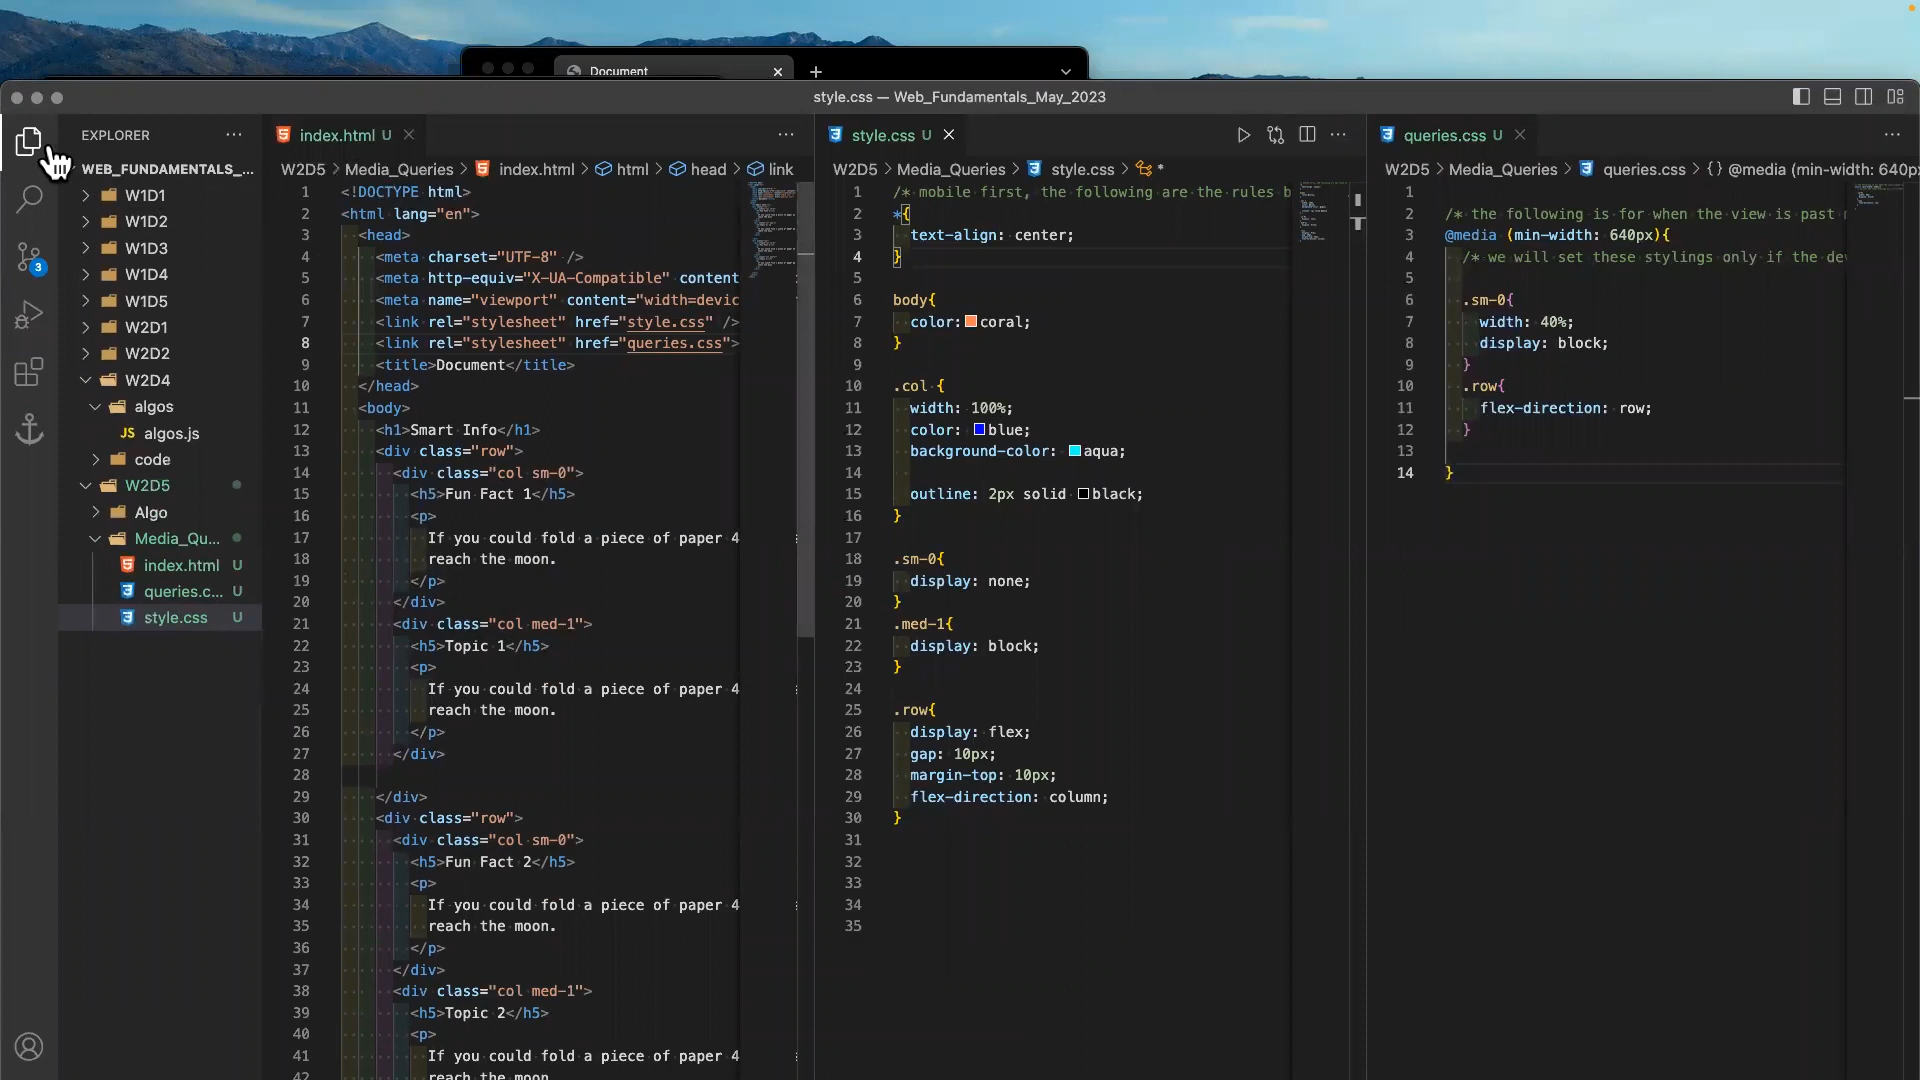 Document
style.css — Web_Fundamentals_May_2023
EXPLORER
WEB_FUNDAMENTALS_...
W1D1
W1D2
W1D3
W1D4
W1D5
W2D1
W2D2
W2D4
algos
JS algos.js
code
W2D5
Algo
Media_Qu...
index.html U
queries.c... U
style.css U
3
index.html U
W2D5 > Media_Queries > index.html > html > head > link
1 <!DOCTYPE html>
2 <html lang="en">
3 <head>
4 <meta charset="UTF-8" />
5 <meta http-equiv="X-UA-Compatible" content
6 <meta name="viewport" content="width=devic
7 <link rel="stylesheet" href="style.css" />
8 <link rel="stylesheet" href="queries.css">
9 <title>Document</title>
10 </head>
11 <body>
12 <h1>Smart Info</h1>
13 <div class="row">
14 <div class="col sm-0">
15 <h5>Fun Fact 1</h5>
16 <p>
17 If you could fold a piece of paper 4
18 reach the moon.
19 </p>
20 </div>
21 <div class="col med-1">
22 <h5>Topic 1</h5>
23 <p>
24 If you could fold a piece of paper 4
25 reach the moon.
26 </p>
27 </div>
28
29 </div>
30 <div class="row">
31 <div class="col sm-0">
32 <h5>Fun Fact 2</h5>
33 <p>
34 If you could fold a piece of paper 4
35 reach the moon.
36 </p>
37 </div>
38 <div class="col med-1">
39 <h5>Topic 2</h5>
40 <p>
41 If you could fold a piece of paper 4
42 reach the moon.
style.css U
W2D5 > Media_Queries > style.css > *
1 /* mobile first, the following are the rules b
2 *{
3 text-align: center;
4 }
5
6 body{
7 color: coral;
8 }
9
10 .col {
11 width: 100%;
12 color: blue;
13 background-color: aqua;
14
15 outline: 2px solid black;
16 }
17
18 .sm-0{
19 display: none;
20 }
21 .med-1{
22 display: block;
23 }
24
25 .row{
26 display: flex;
27 gap: 10px;
28 margin-top: 10px;
29 flex-direction: column;
30 }
31
32
33
34
35
queries.css U
W2D5 > Media_Queries > queries.css > {} @media (min-width: 640px
1
2 /* the following is for when the view is past
3 @media (min-width: 640px){
4 /* we will set these stylings only if the de
5
6 .sm-0{
7 width: 40%;
8 display: block;
9 }
10 .row{
11 flex-direction: row;
12 }
13
14 }